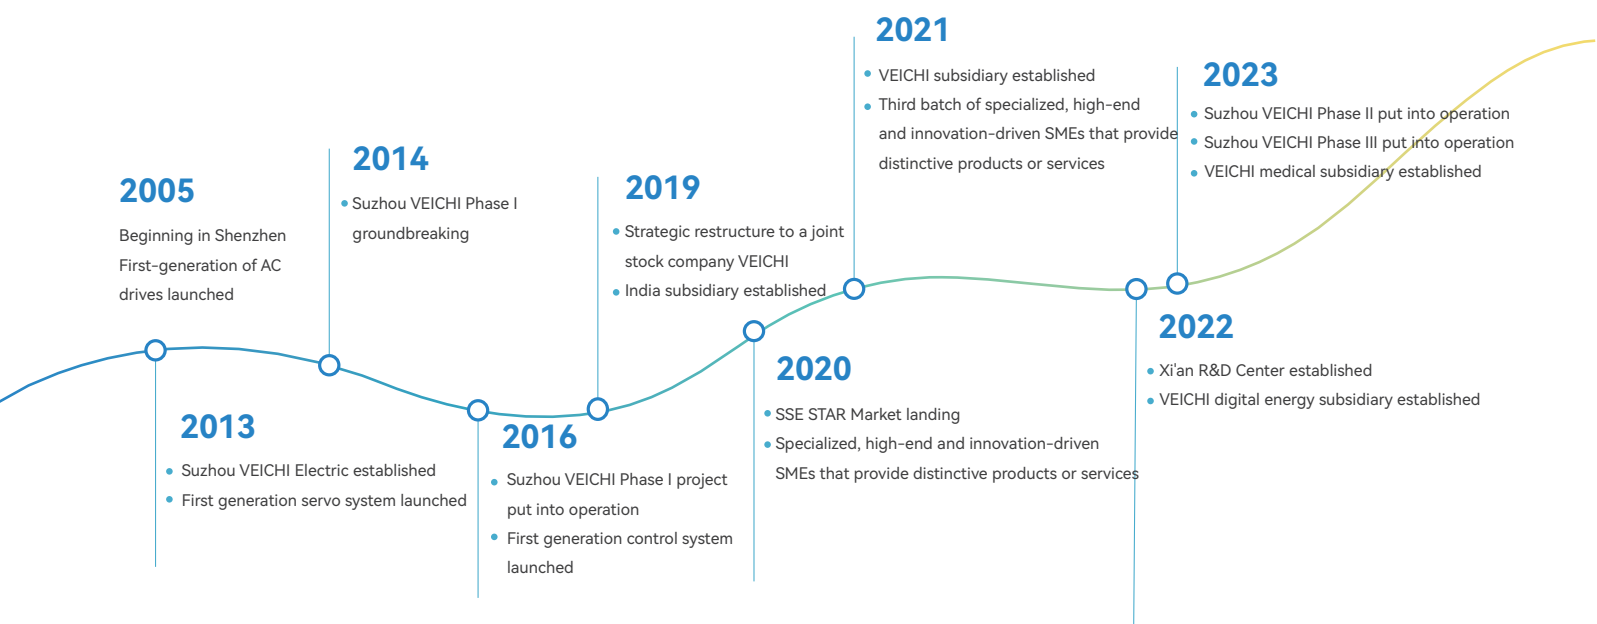 2005
Beginning in Shenzhen
First-generation of AC
drives launched
2013
Suzhou VEICHI Electric established
First generation servo system launched
2014
Suzhou VEICHI Phase I
groundbreaking
2016
Suzhou VEICHI Phase I project
put into operation
First generation control system
launched
2019
Strategic restructure to a joint
stock company VEICHI
India subsidiary established
2020
SSE STAR Market landing
Specialized, high-end and innovation-driven
SMEs that provide distinctive products or services
2021
VEICHI subsidiary established
Third batch of specialized, high-end
and innovation-driven SMEs that provide
distinctive products or services
2022
Xi'an R&D Center established
VEICHI digital energy subsidiary established
2023
Suzhou VEICHI Phase II put into operation
Suzhou VEICHI Phase III put into operation
VEICHI medical subsidiary established